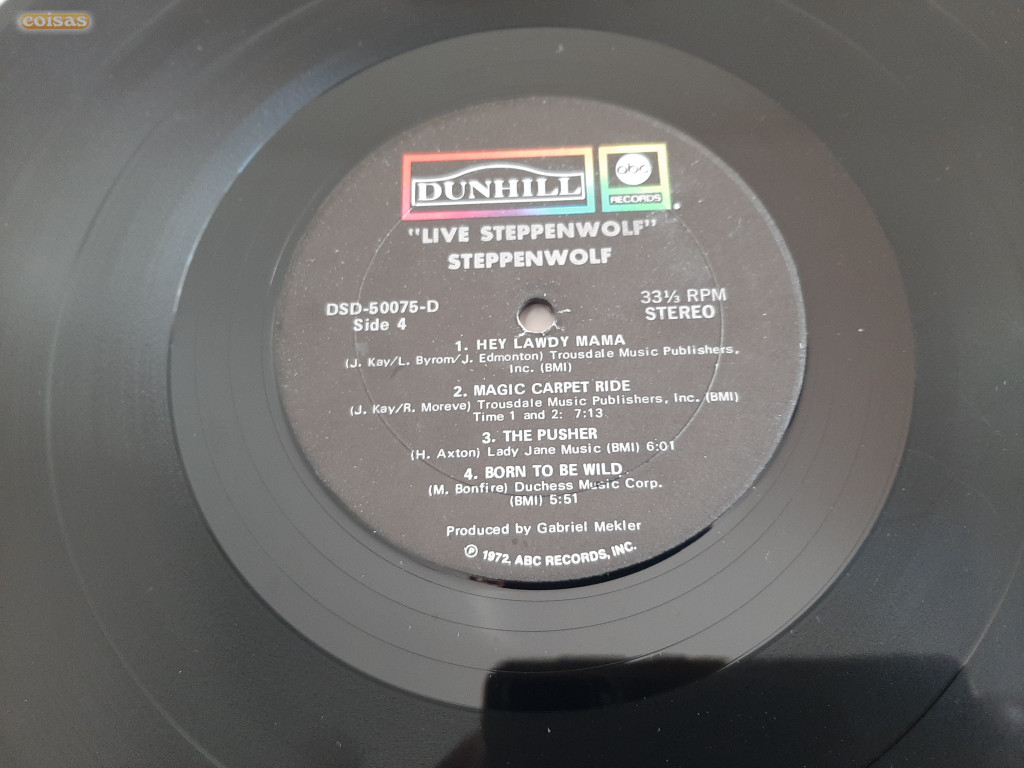 coisas
DUNHILL
abc
RECORDS
"LIVE STEPPENWOLF"
STEPPENWOLF
DSD-50075-D
Side 4
33⅓ RPM
STEREO
1. HEY LAWDY MAMA
(J. Kay/L. Byrom/J. Edmonton) Trousdale Music Publishers,
Inc. (BMI)
2. MAGIC CARPET RIDE
(J. Kay/R. Moreve) Trousdale Music Publishers, Inc. (BMI)
Time 1 and 2: 7:13
3. THE PUSHER
(H. Axton) Lady Jane Music (BMI) 6:01
4. BORN TO BE WILD
(M. Bonfire) Duchess Music Corp.
(BMI) 5:51
Produced by Gabriel Mekler
℗ 1972, ABC RECORDS, INC.